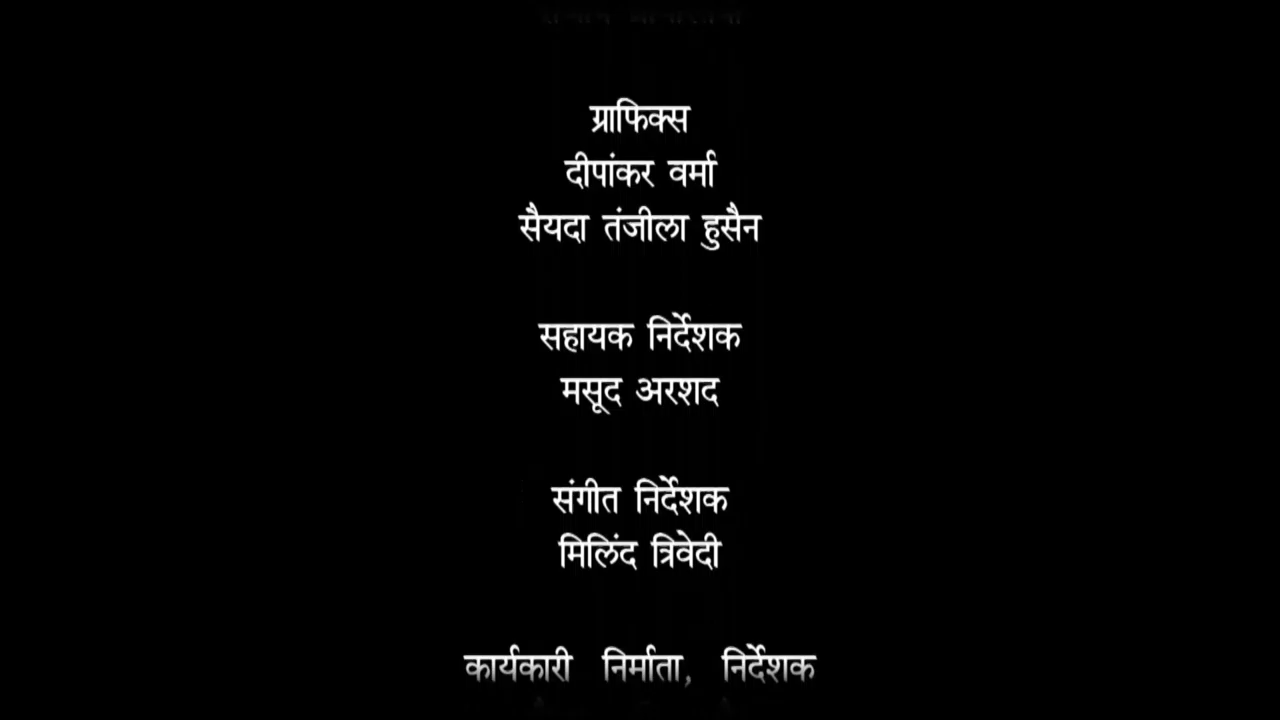 ग्राफिक्स
दीपांकर वर्मा
सैयदा तंजीला हुसैन
सहायक निर्देशक
मसूद अरशद
संगीत निर्देशक
मिलिंद त्रिवेदी
कार्यकारी निर्माता, निर्देशक